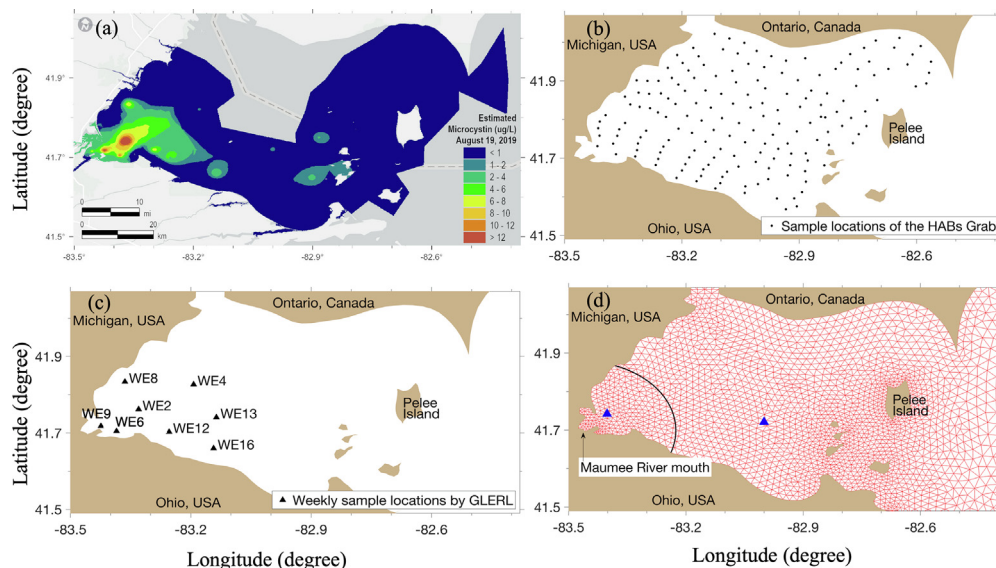 (a)
Estimated
Microcystin (ug/L)
August 19, 2019
< 1
1 - 2
2 - 4
4 - 6
6 - 8
8 - 10
10 - 12
> 12
0 10
mi
0 20
km
41.9
41.7
41.5
-83.5 -83.2 -82.9 -82.6
Latitude (degree)
(b)
Ontario, Canada
Michigan, USA
Pelee
Island
Ohio, USA
Sample locations of the HABs Grab
41.9
41.7
41.5
-83.5 -83.2 -82.9 -82.6
(c)
Ontario, Canada
Michigan, USA
WE8
WE4
WE2
WE9
WE6
WE13
WE12
WE16
Pelee
Island
Ohio, USA
Weekly sample locations by GLERL
41.9
41.7
41.5
-83.5 -83.2 -82.9 -82.6
Latitude (degree)
Longitude (degree)
(d)
Ontario, Canada
Michigan, USA
Pelee
Island
Maumee River mouth
Ohio, USA
41.9
41.7
41.5
-83.5 -83.2 -82.9 -82.6
Longitude (degree)